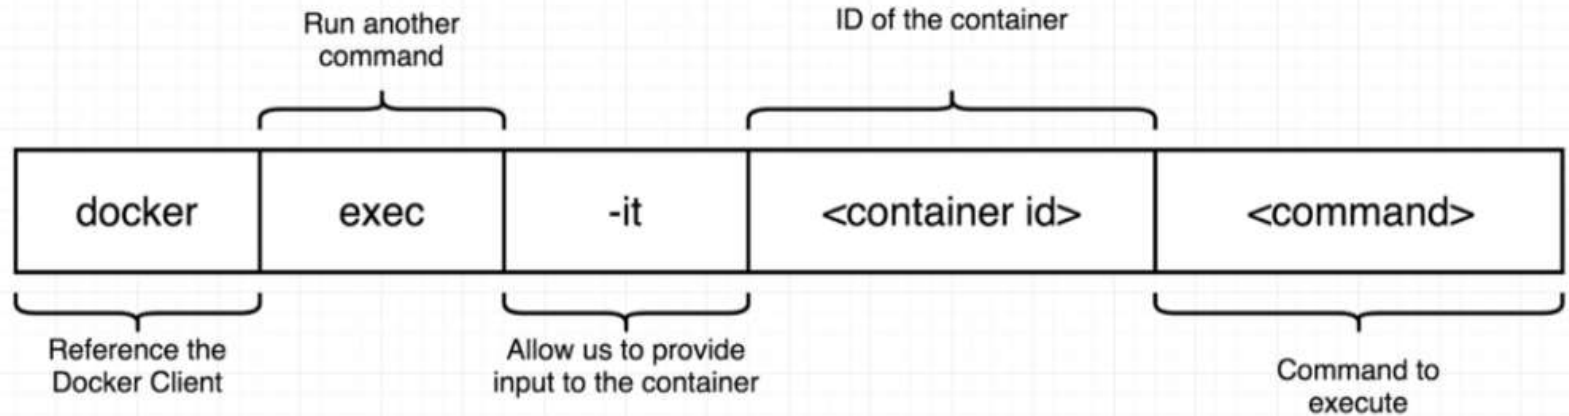 Run another
command
ID of the container
docker
exec
-it
<container id>
<command>
Reference the
Docker Client
Allow us to provide
input to the container
Command to
execute